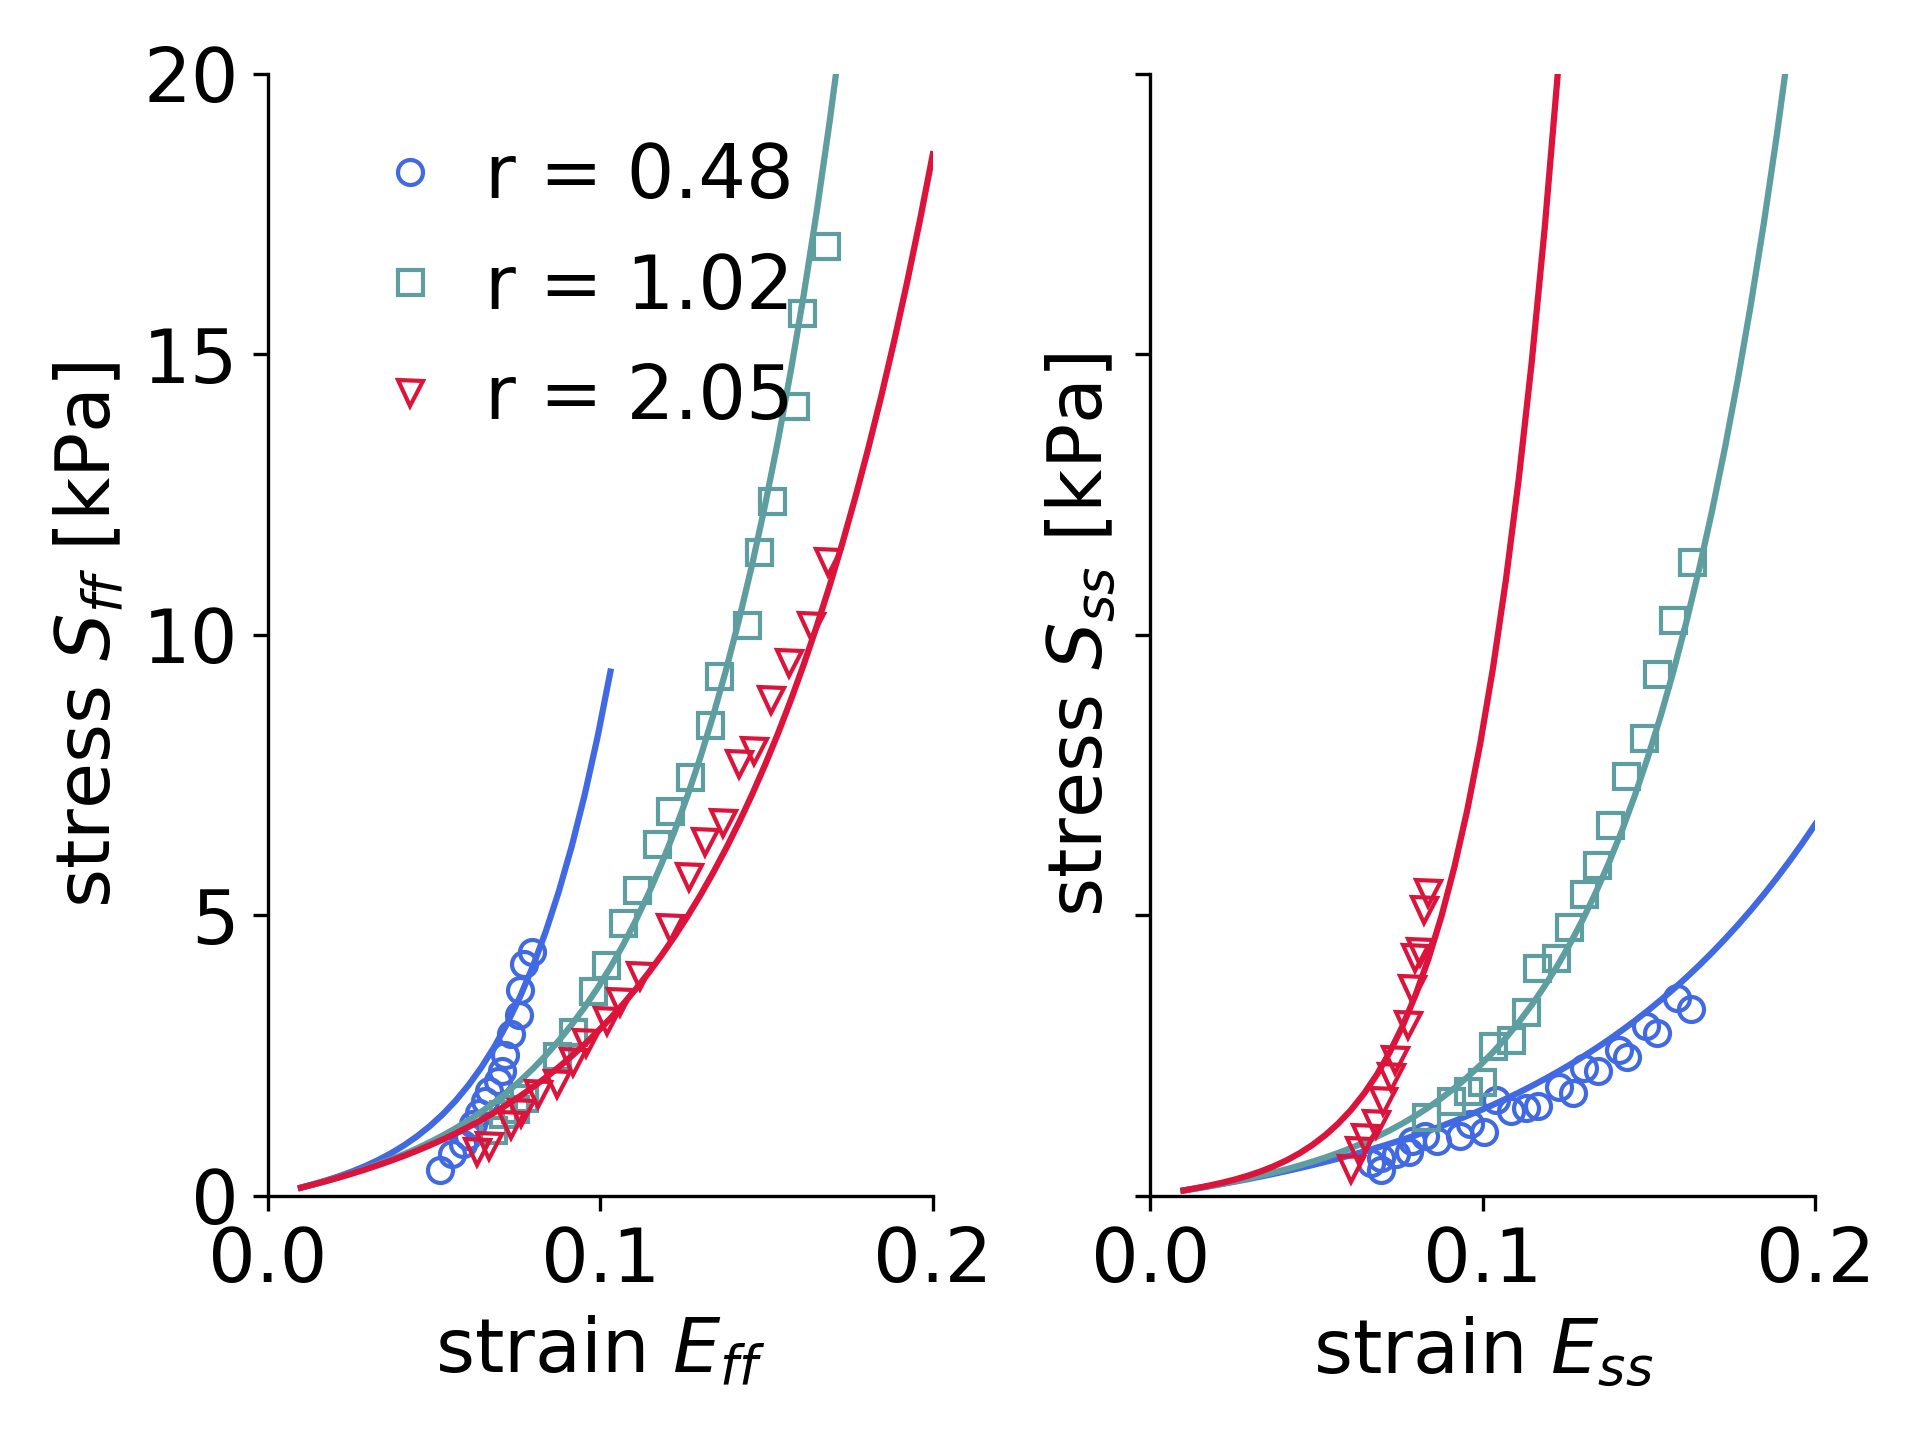 20
15
10
5
0
stress S_ff [kPa]
r = 0.48
r = 1.02
r = 2.05
0.0 0.1 0.2
strain E_ff
stress S_ss [kPa]
0.0 0.1 0.2
strain E_ss